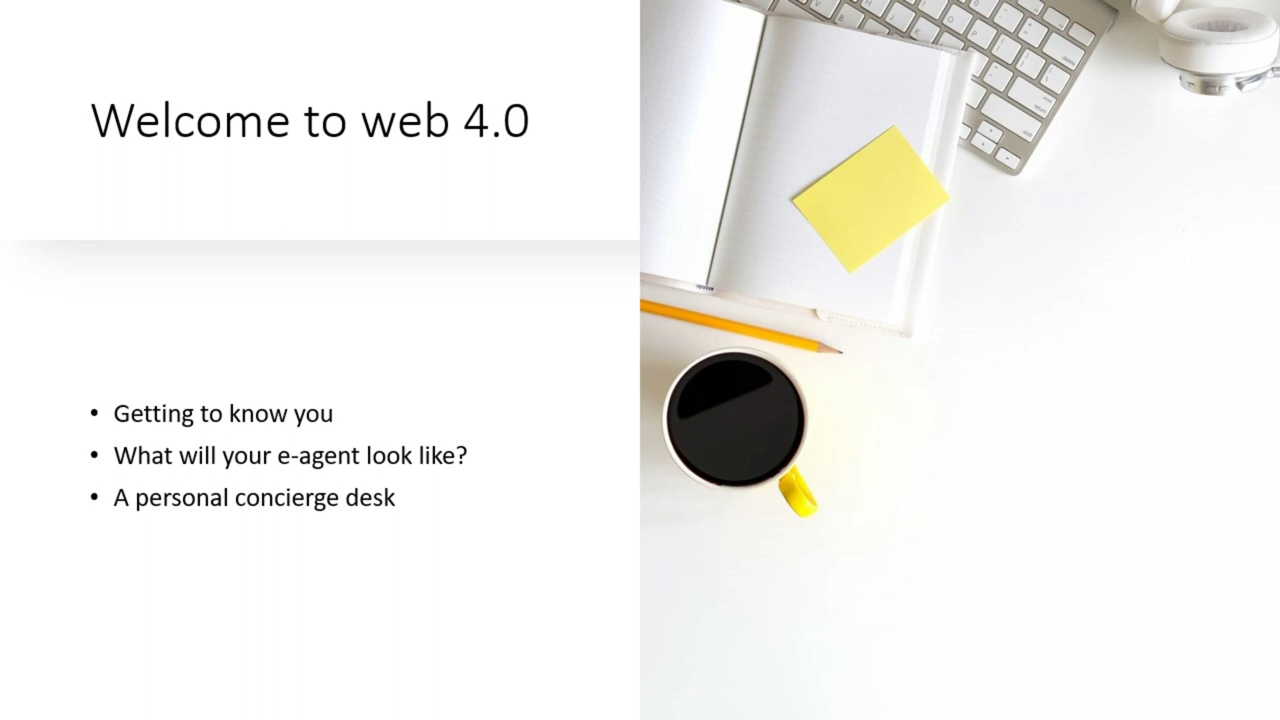 Welcome to web 4.0
• Getting to know you
• What will your e-agent look like?
• A personal concierge desk